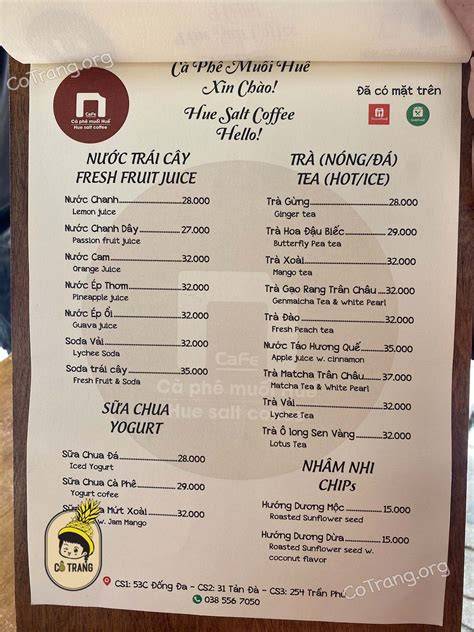 CoTrang.org
Cà Phê Muối Huế
Xin Chào!
Hue Salt Coffee
Hello!
Đã có mặt trên
CaFe
Cà phê muối Huế
Hue salt coffee
NƯỚC TRÁI CÂY
FRESH FRUIT JUICE
Nước Chanh 28.000
Lemon juice
Nước Chanh Dây 27.000
Passion fruit juice
Nước Cam 32.000
Orange Juice
Nước Ép Thơm 32.000
Pineapple juice
Nước Ép Ổi 32.000
Guava juice
Soda Vải 32.000
Lychee Soda
Soda trái cây 35.000
Fresh Fruit & Soda
SỮA CHUA
YOGURT
Sữa Chua Đá 28.000
Iced Yogurt
Sữa Chua Cà Phê 29.000
Yogurt cofee
Mứt Xoài 32.000
w. Jam Mango
TRÀ (NÓNG/ĐÁ)
TEA (HOT/ICE)
Trà Gừng 28.000
Ginger tea
Trà Hoa Đậu Biếc 29.000
Butterfly Pea tea
Trà Xoài 32.000
Mango tea
Trà Gạo Rang Trân Châu 32.000
Genmaicha Tea & white Pearl
Trà Đào 32.000
Fresh Peach tea
Nước Táo Hương Quế 35.000
Apple juice w. cinnamon
Trà Matcha Trân Châu 37.000
Matcha Tea & White Pearl
Trà Vải 32.000
Lychee Tea
Trà Ô long Sen Vàng 32.000
Lotus Tea
NHÂM NHI
CHIPs
Hướng Dương Mộc 15.000
Roasted Sunflower seed
Hướng Dương Dừa 15.000
Roasted Sunflower seed w.
coconut flavor
CaFe
Cà phê muối Huế
Hue salt coffee
CÔ TRANG
CS1: 53C Đống Đa - CS2: 31 Tản Đà - CS3: 254 Trần Phú
038 556 7050
CoTrang.org
CoTrang.org